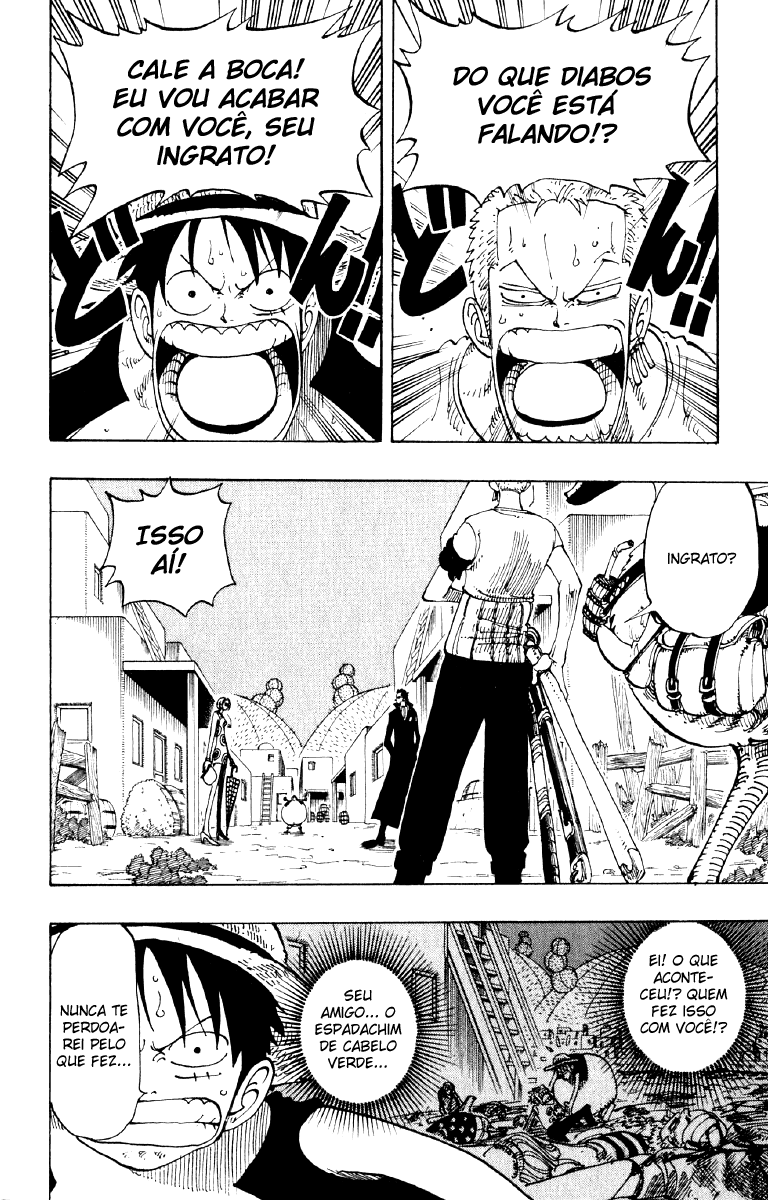 DO QUE DIABOS
VOCÊ ESTÁ
FALANDO!?
どん!!
CALE A BOCA!
EU VOU ACABAR
COM VOCÊ, SEU
INGRATO!
どん!!
INGRATO?
ISSO
AÍ!
EI! O QUE
ACONTE-
CEU!? QUEM
FEZ ISSO
COM VOCÊ!?
SEU
AMIGO... O
ESPADACHIM
DE CABELO
VERDE...
NUNCA TE
PERDOA-
REI PELO
QUE FEZ...